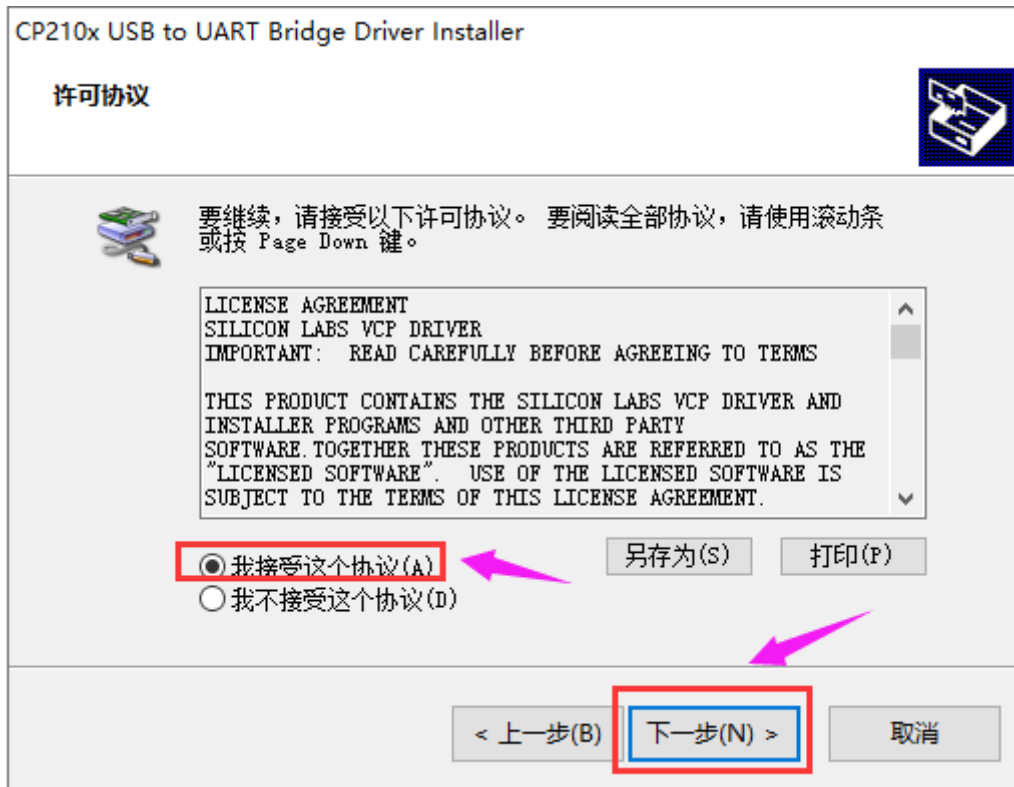 CP210x USB to UART Bridge Driver Installer
许可协议
要继续，请接受以下许可协议。 要阅读全部协议，请使用滚动条
或按 Page Down 键。
LICENSE AGREEMENT
SILICON LABS VCP DRIVER
IMPORTANT:  READ CAREFULLY BEFORE AGREEING TO TERMS
THIS PRODUCT CONTAINS THE SILICON LABS VCP DRIVER AND
INSTALLER PROGRAMS AND OTHER THIRD PARTY
SOFTWARE.TOGETHER THESE PRODUCTS ARE REFERRED TO AS THE
"LICENSED SOFTWARE".  USE OF THE LICENSED SOFTWARE IS
SUBJECT TO THE TERMS OF THIS LICENSE AGREEMENT.
我接受这个协议(A)
另存为(S)
打印(P)
我不接受这个协议(D)
< 上一步(B)
下一步(N) >
取消